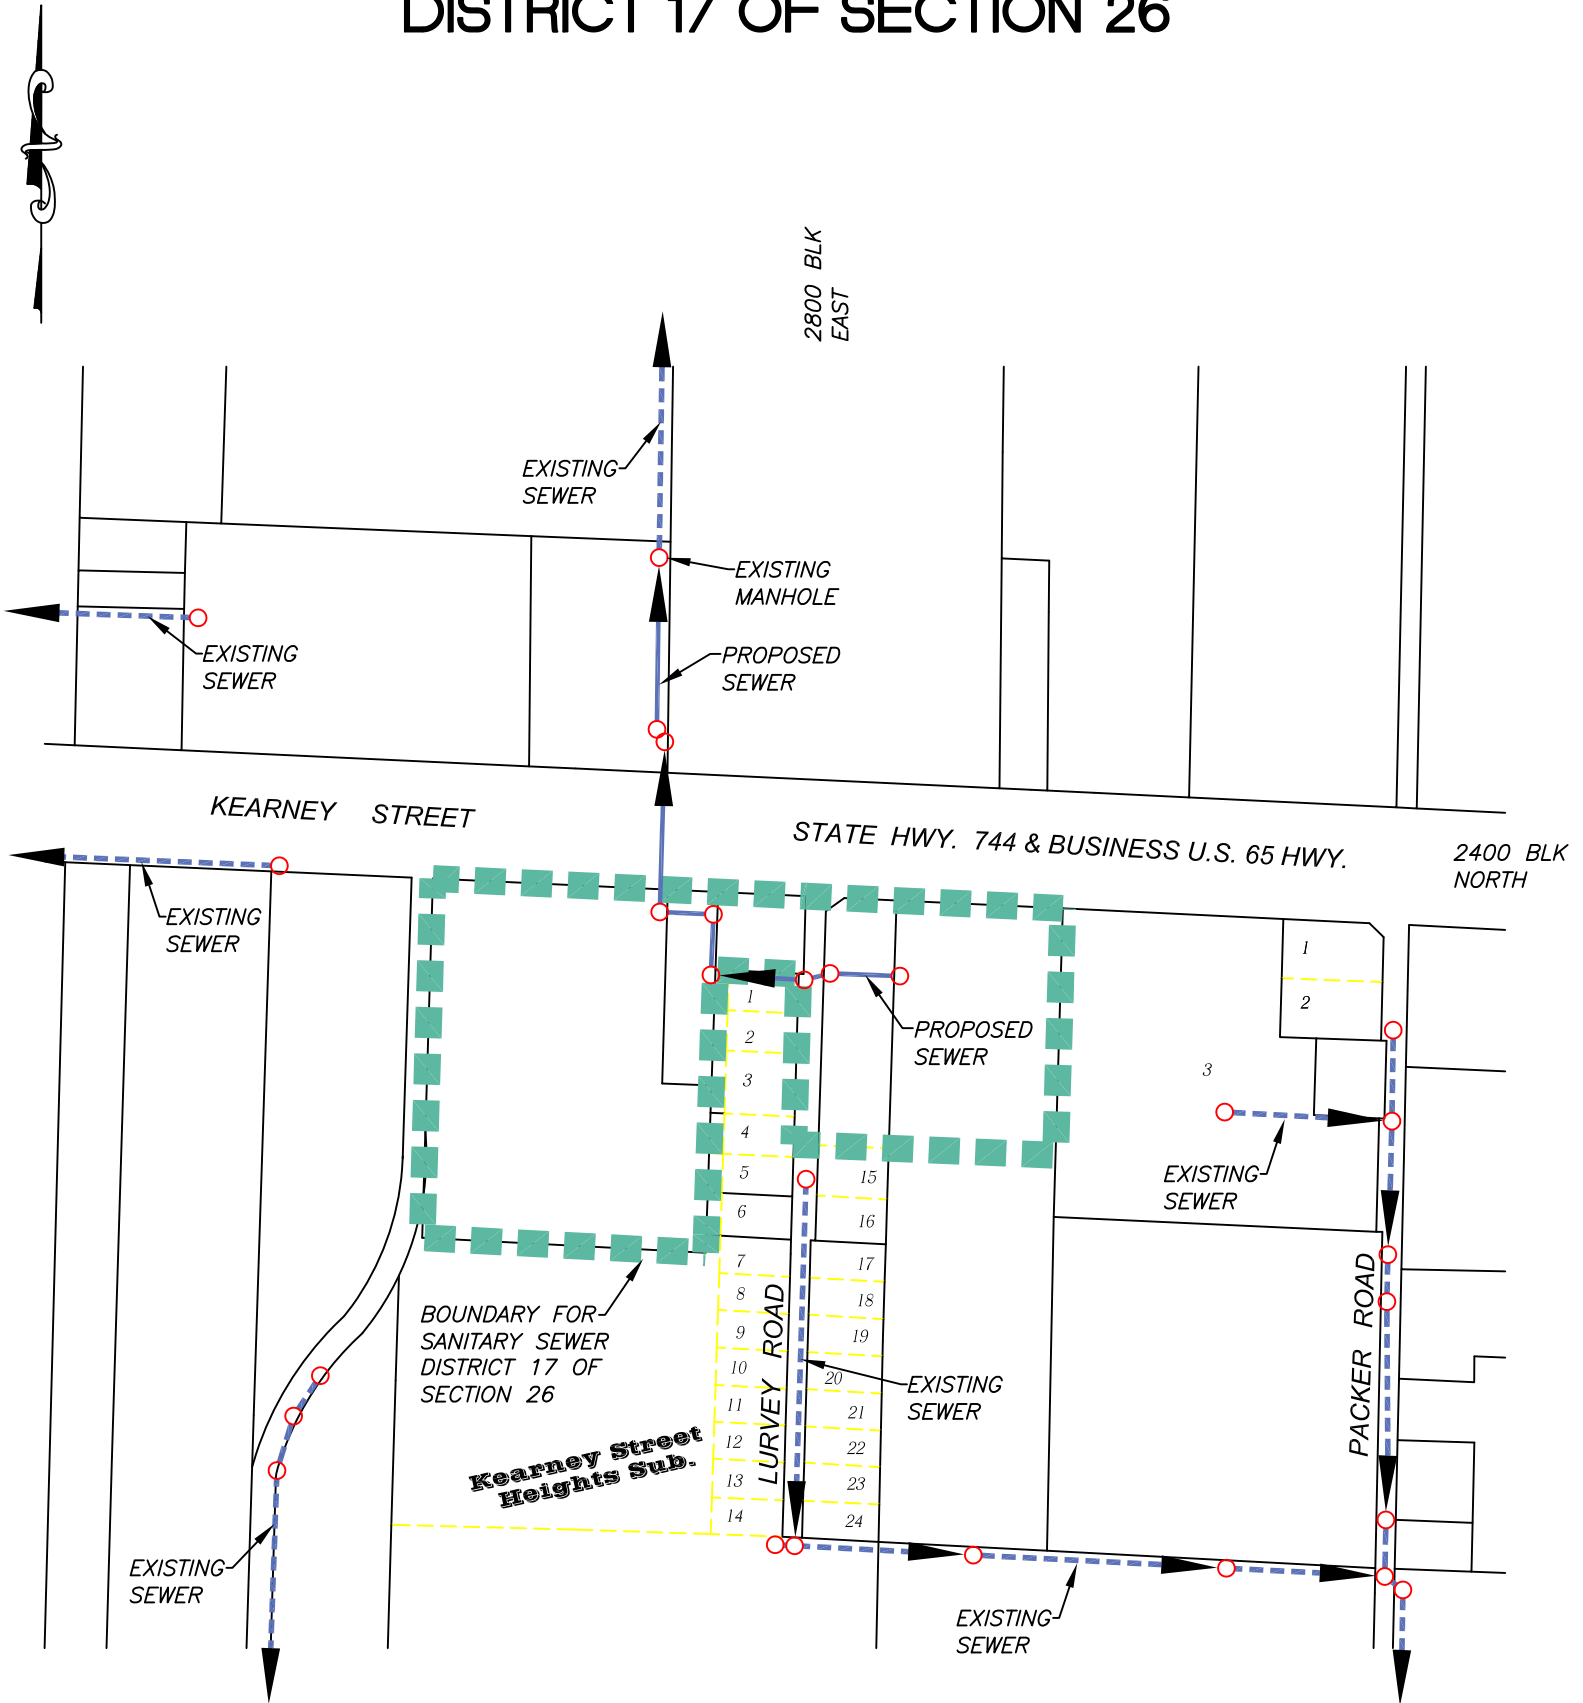 DISTRICT 17 OF SECTION 26
2800 BLK
EAST
EXISTING
SEWER
EXISTING
MANHOLE
EXISTING
SEWER
PROPOSED
SEWER
KEARNEY STREET
STATE HWY. 744 & BUSINESS U.S. 65 HWY.
2400 BLK
NORTH
EXISTING
SEWER
1
2
3
1
2
3
4
5
6
7
8
9
10
11
12
13
14
PROPOSED
SEWER
15
16
17
18
19
20
21
22
23
24
EXISTING
SEWER
BOUNDARY FOR
SANITARY SEWER
DISTRICT 17 OF
SECTION 26
LURVEY ROAD
EXISTING
SEWER
PACKER ROAD
Kearney Street
Heights Sub.
EXISTING
SEWER
EXISTING
SEWER